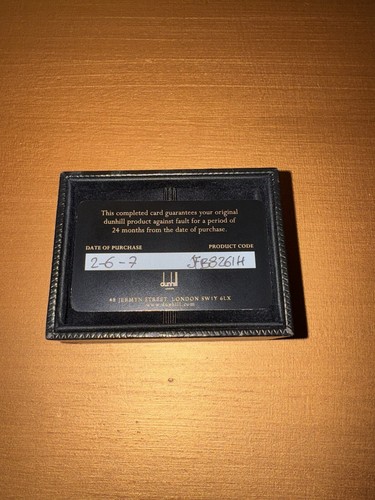 This completed card guarantees your original
dunhill product against fault for a period of
24 months from the date of purchase.
DATE OF PURCHASE PRODUCT CODE
2-6-7 JFB8261H
dunhill
LONDON
48 JERMYN STREET, LONDON SW1Y 6LX
www.dunhill.com